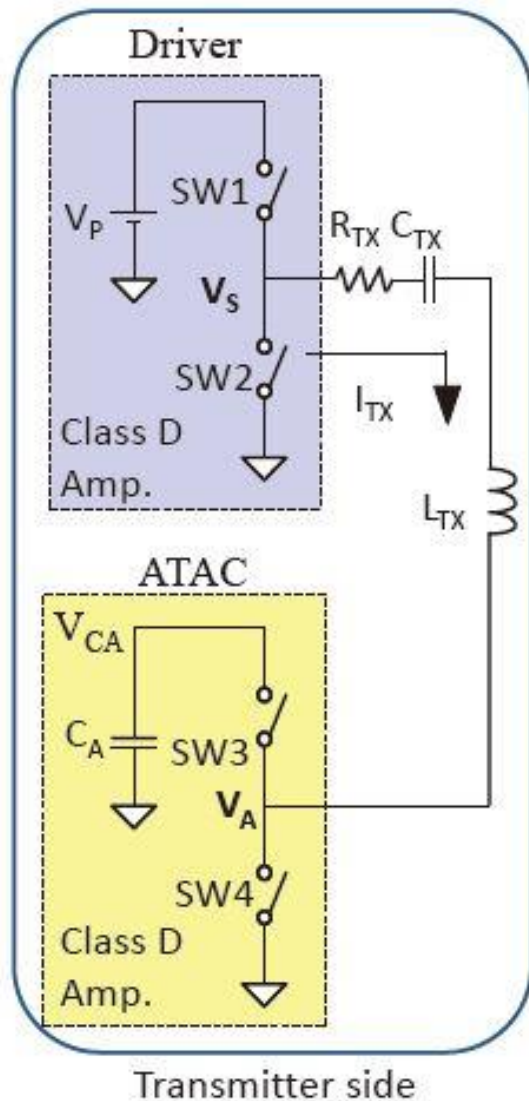 Driver
SW1
V_P
R_TX C_TX
V_S
SW2
I_TX
Class D
Amp.
L_TX
ATAC
V_CA
C_A
SW3
V_A
SW4
Class D
Amp.
Transmitter side